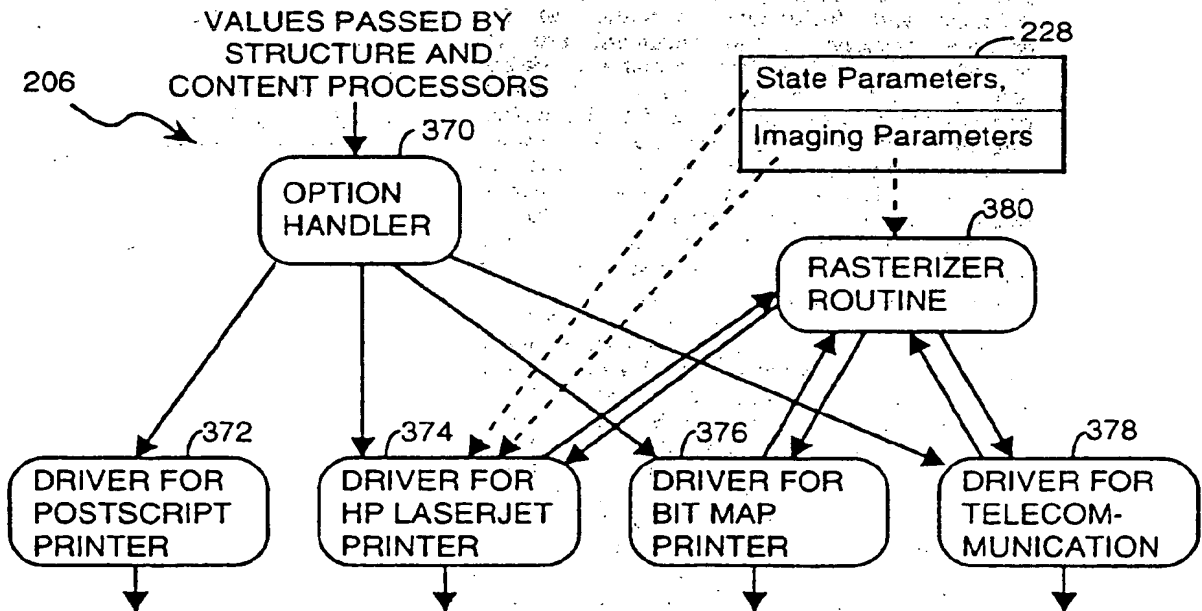 VALUES PASSED BY
STRUCTURE AND
CONTENT PROCESSORS
206
228
State Parameters,
Imaging Parameters
370
OPTION
HANDLER
380
RASTERIZER
ROUTINE
372
DRIVER FOR
POSTSCRIPT
PRINTER
374
DRIVER FOR
HP LASERJET
PRINTER
376
DRIVER FOR
BIT MAP
PRINTER
378
DRIVER FOR
TELECOM-
MUNICATION